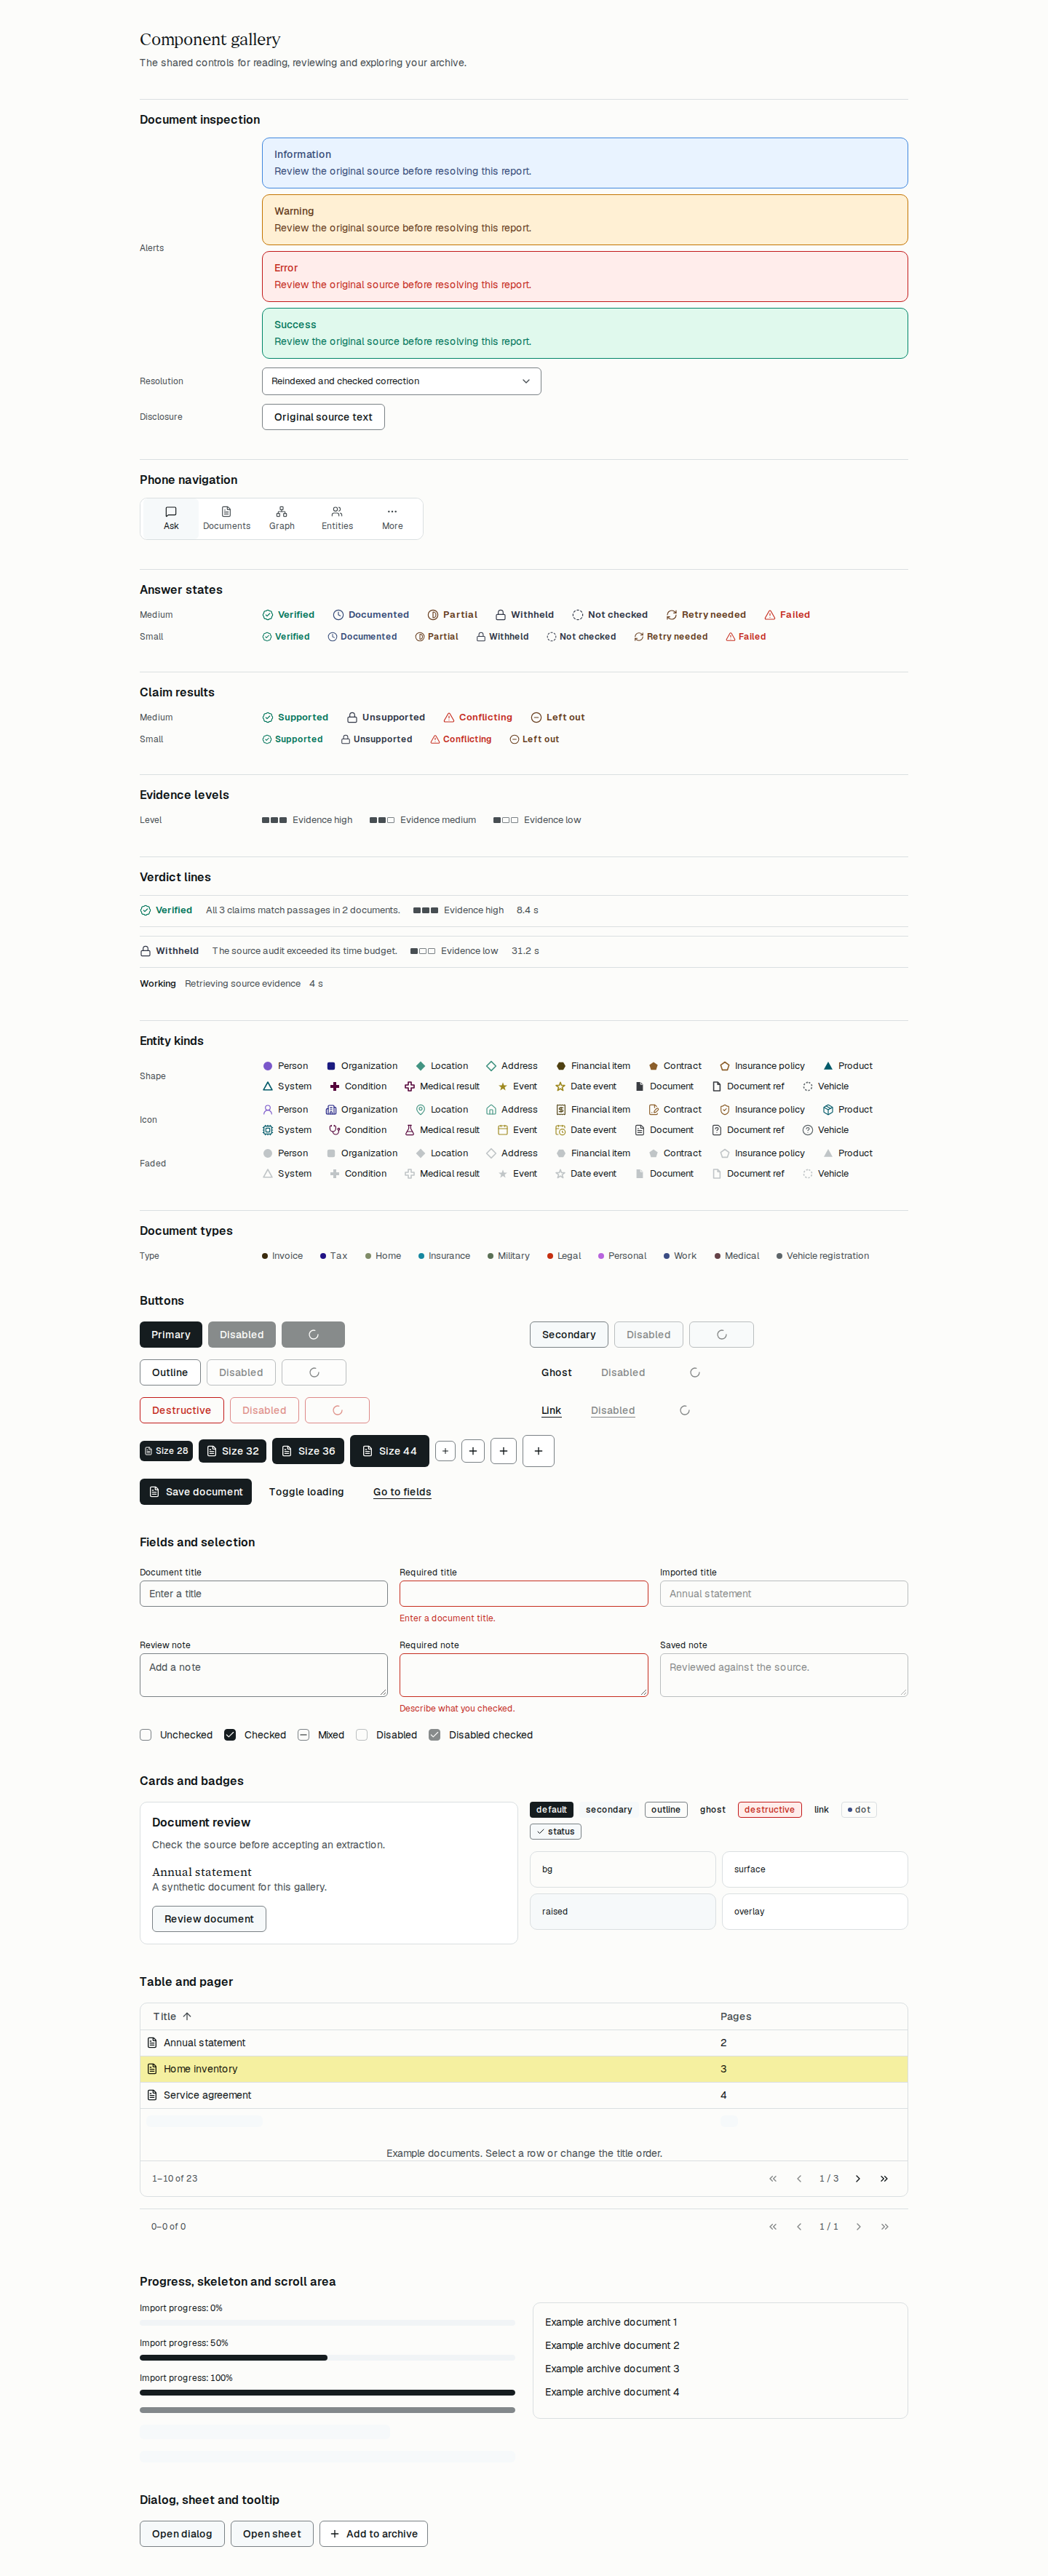 Component gallery
The shared controls for reading, reviewing and exploring your archive.
Document inspection
Alerts
Information
Review the original source before resolving this report.
Warning
Review the original source before resolving this report.
Error
Review the original source before resolving this report.
Success
Review the original source before resolving this report.
Resolution
Reindexed and checked correction
Disclosure
Original source text
Phone navigation
Ask Documents Graph Entities More
Answer states
Medium Verified Documented Partial Withheld Not checked Retry needed Failed
Small Verified Documented Partial Withheld Not checked Retry needed Failed
Claim results
Medium Supported Unsupported Conflicting Left out
Small Supported Unsupported Conflicting Left out
Evidence levels
Level Evidence high Evidence medium Evidence low
Verdict lines
Verified All 3 claims match passages in 2 documents. Evidence high 8.4 s
Withheld The source audit exceeded its time budget. Evidence low 31.2 s
Working Retrieving source evidence 4 s
Entity kinds
Shape
Person Organization Location Address Financial item Contract Insurance policy Product
System Condition Medical result Event Date event Document Document ref Vehicle
Icon
Person Organization Location Address Financial item Contract Insurance policy Product
System Condition Medical result Event Date event Document Document ref Vehicle
Faded
Person Organization Location Address Financial item Contract Insurance policy Product
System Condition Medical result Event Date event Document Document ref Vehicle
Document types
Type Invoice Tax Home Insurance Military Legal Personal Work Medical Vehicle registration
Buttons
Primary Disabled
Secondary Disabled
Outline Disabled
Ghost Disabled
Destructive Disabled
Link Disabled
Size 28 Size 32 Size 36 Size 44
Save document Toggle loading Go to fields
Fields and selection
Document title
Enter a title
Required title
Enter a document title.
Imported title
Annual statement
Review note
Add a note
Required note
Describe what you checked.
Saved note
Reviewed against the source.
Unchecked Checked Mixed Disabled Disabled checked
Cards and badges
Document review
Check the source before accepting an extraction.
Annual statement
A synthetic document for this gallery.
Review document
default secondary outline ghost destructive link dot
status
bg surface
raised overlay
Table and pager
Title Pages
Annual statement 2
Home inventory 3
Service agreement 4
Example documents. Select a row or change the title order.
1–10 of 23 1 / 3
0–0 of 0 1 / 1
Progress, skeleton and scroll area
Import progress: 0%
Import progress: 50%
Import progress: 100%
Example archive document 1
Example archive document 2
Example archive document 3
Example archive document 4
Dialog, sheet and tooltip
Open dialog Open sheet Add to archive